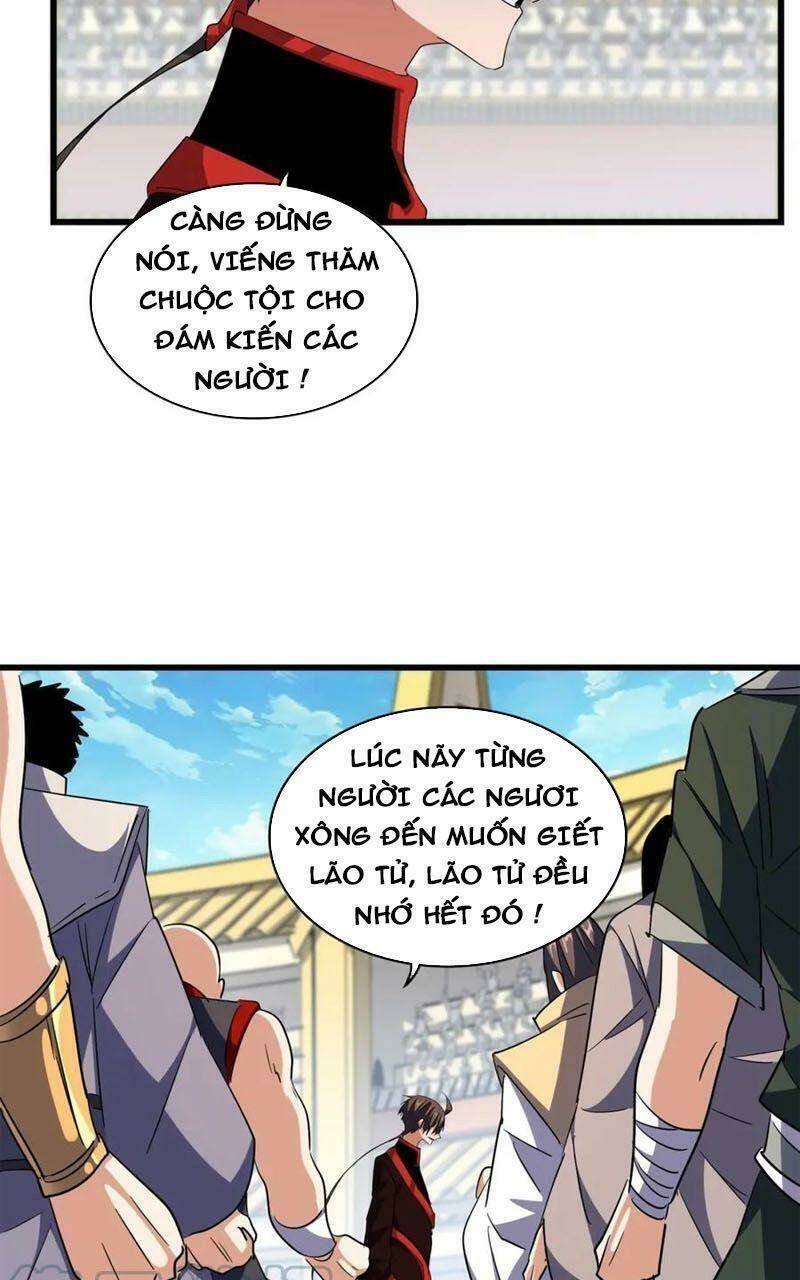 CÀNG ĐỪNG
NÓI, VIẾNG THĂM
CHUỘC TỘI CHO
ĐÁM KIẾN CÁC
NGƯỜI !
LÚC NÃY TỪNG
NGƯỜI CÁC NGƯƠI
XÔNG ĐẾN MUỐN GIẾT
LÃO TỬ, LÃO TỬ ĐỀU
NHỚ HẾT ĐÓ !